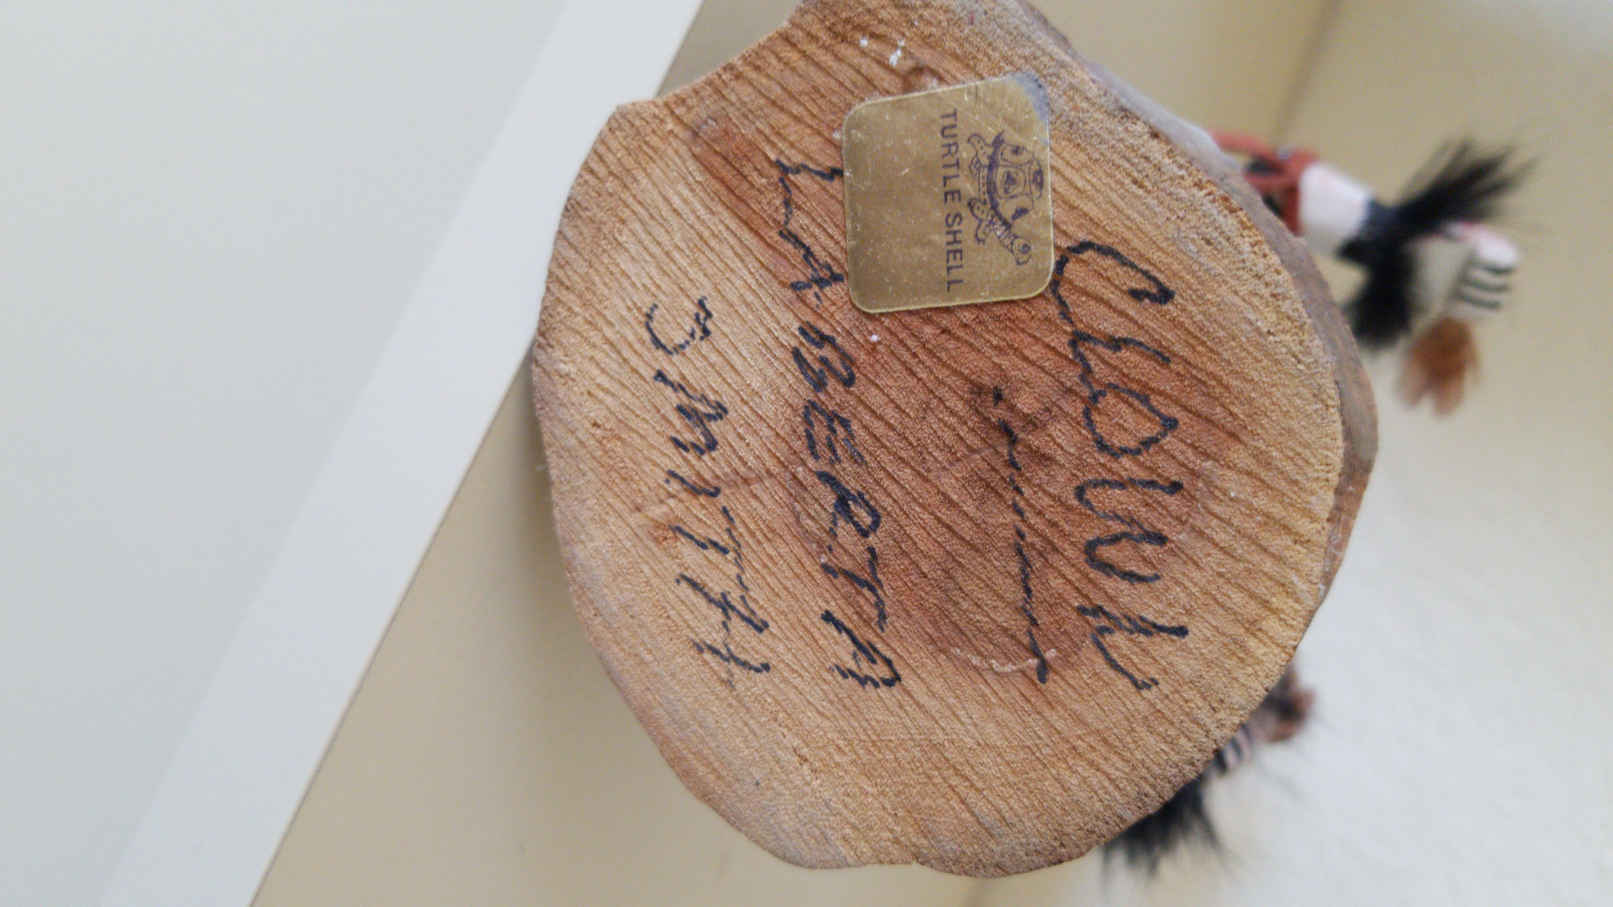 TURTLE SHELL
CLOWN
LABERTA
SMITH